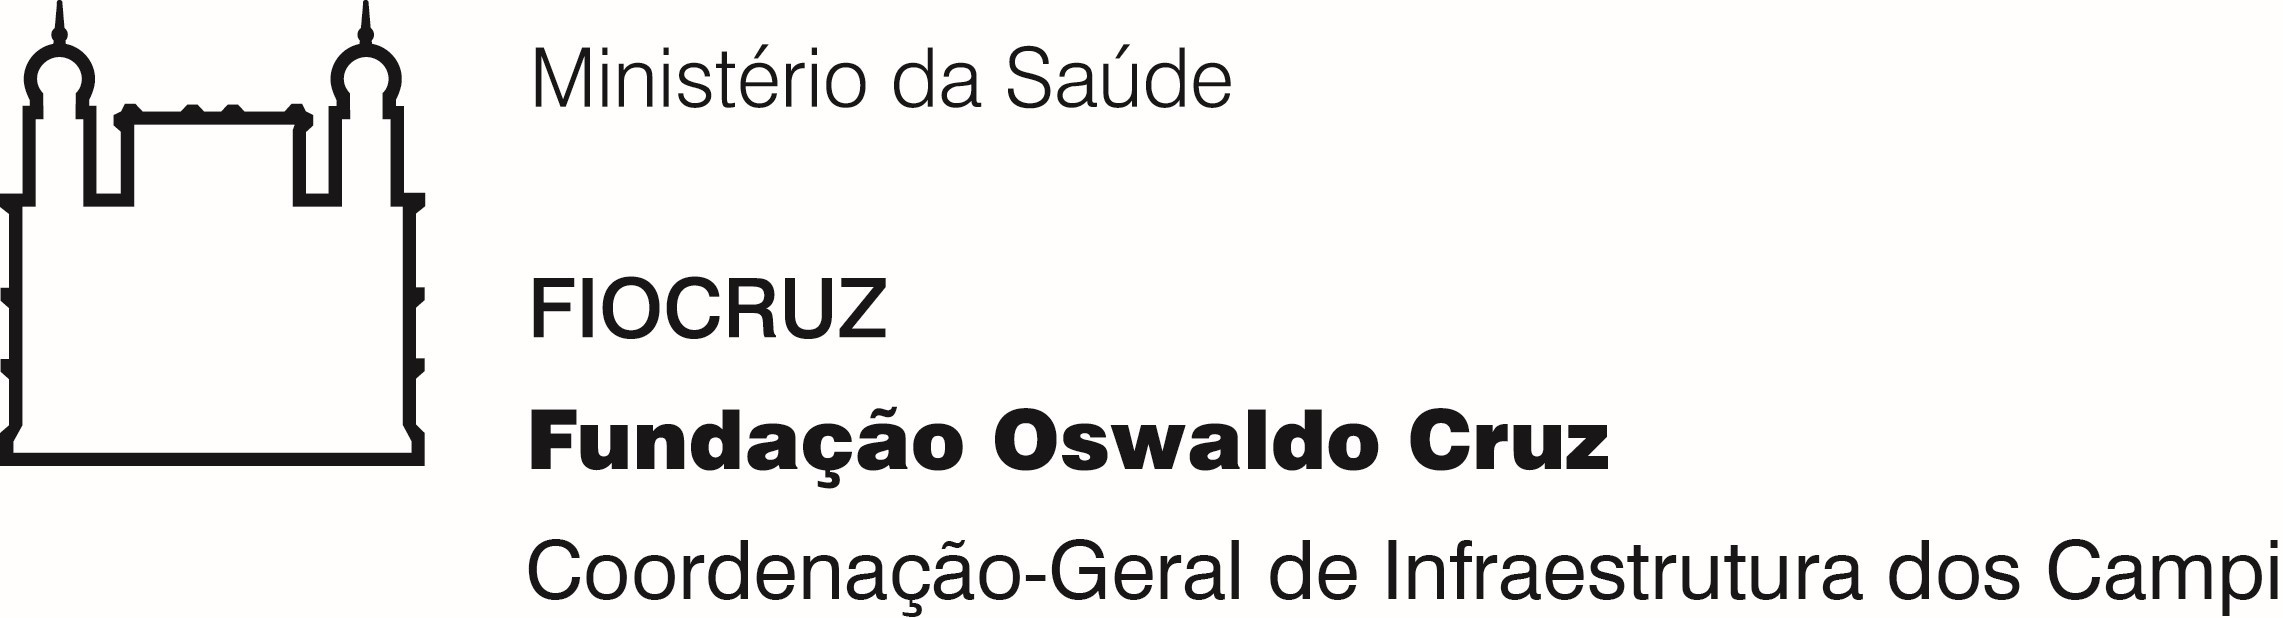 Ministério da Saúde
FIOCRUZ
Fundação Oswaldo Cruz
Coordenação-Geral de Infraestrutura dos Campi